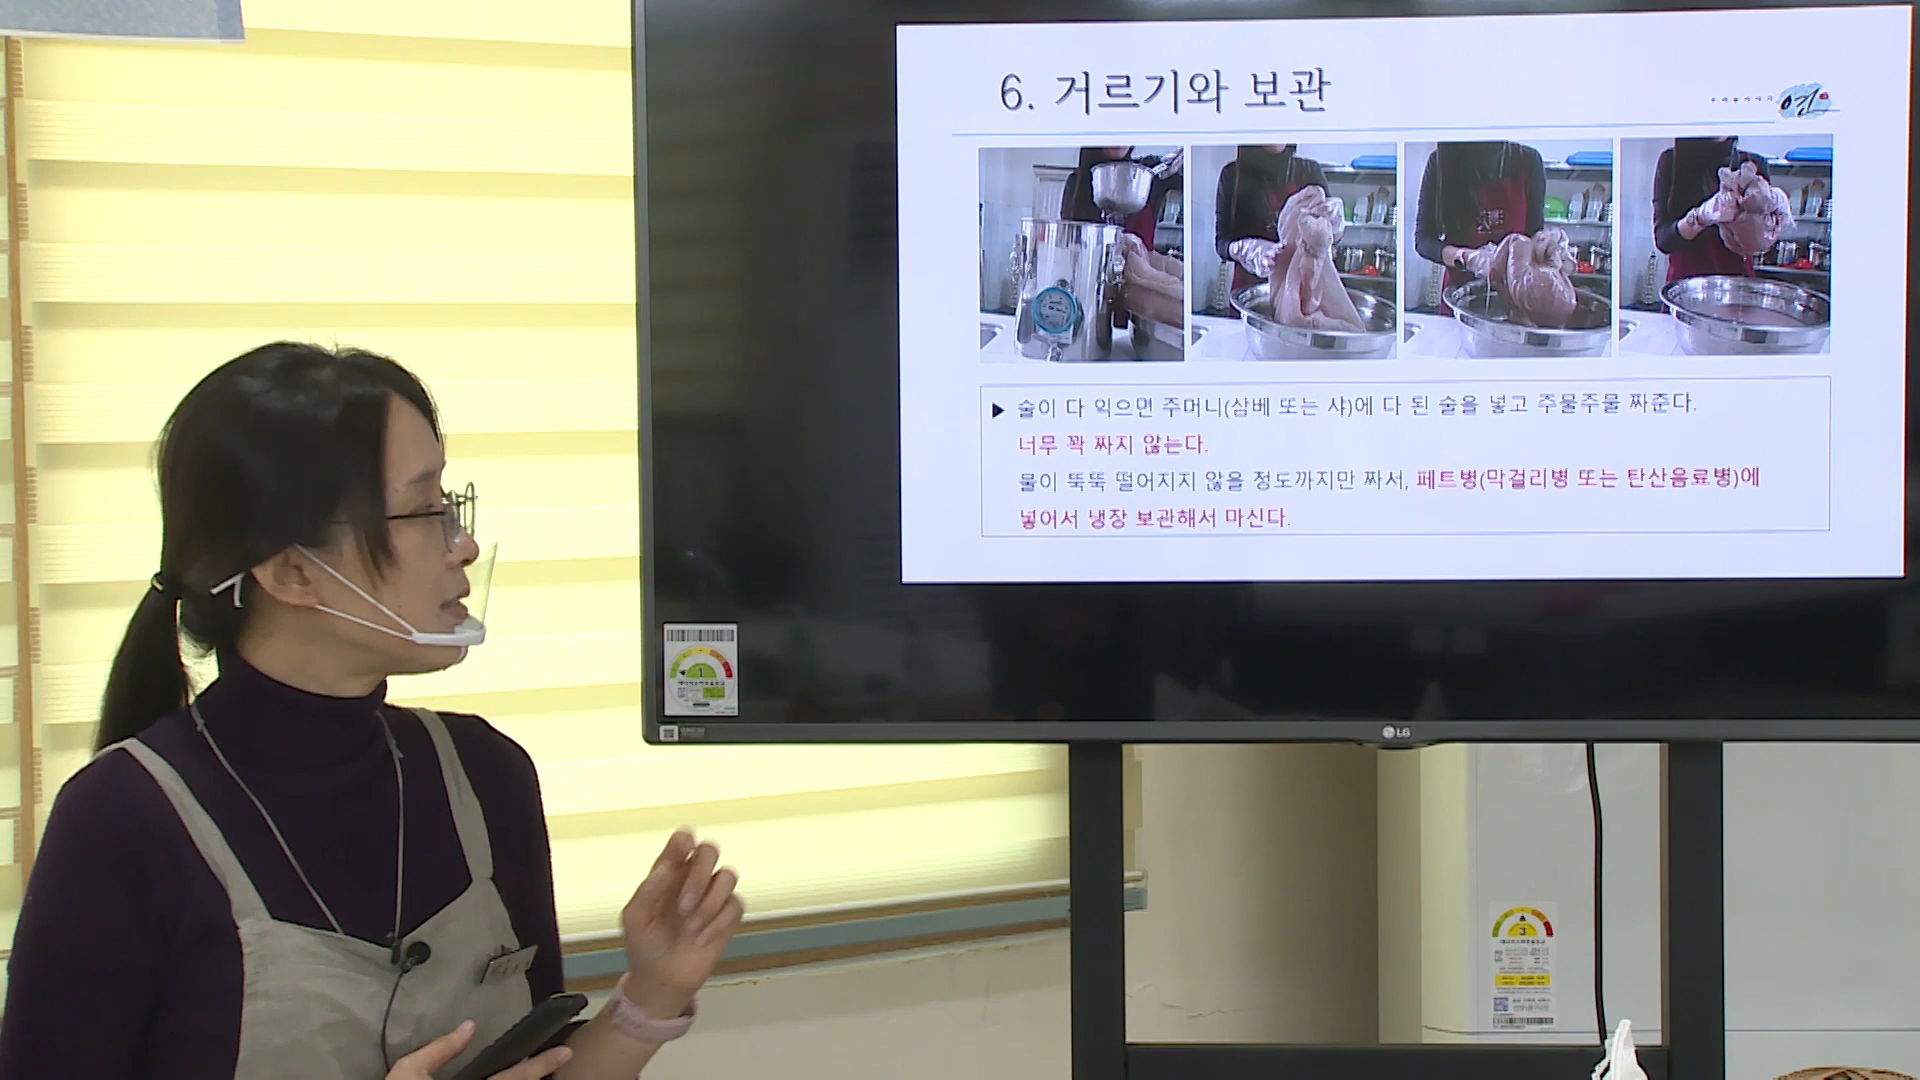 6. 거르기와 보관
연
▶ 술이 다 익으면 주머니(삼베 또는 샤)에 다 된 술을 넣고 주물주물 짜준다.
너무 꽉 짜지 않는다.
물이 뚝뚝 떨어지지 않을 정도까지만 짜서, 페트병(막걸리병 또는 탄산음료병)에
넣어서 냉장 보관해서 마신다.
1
LG
3